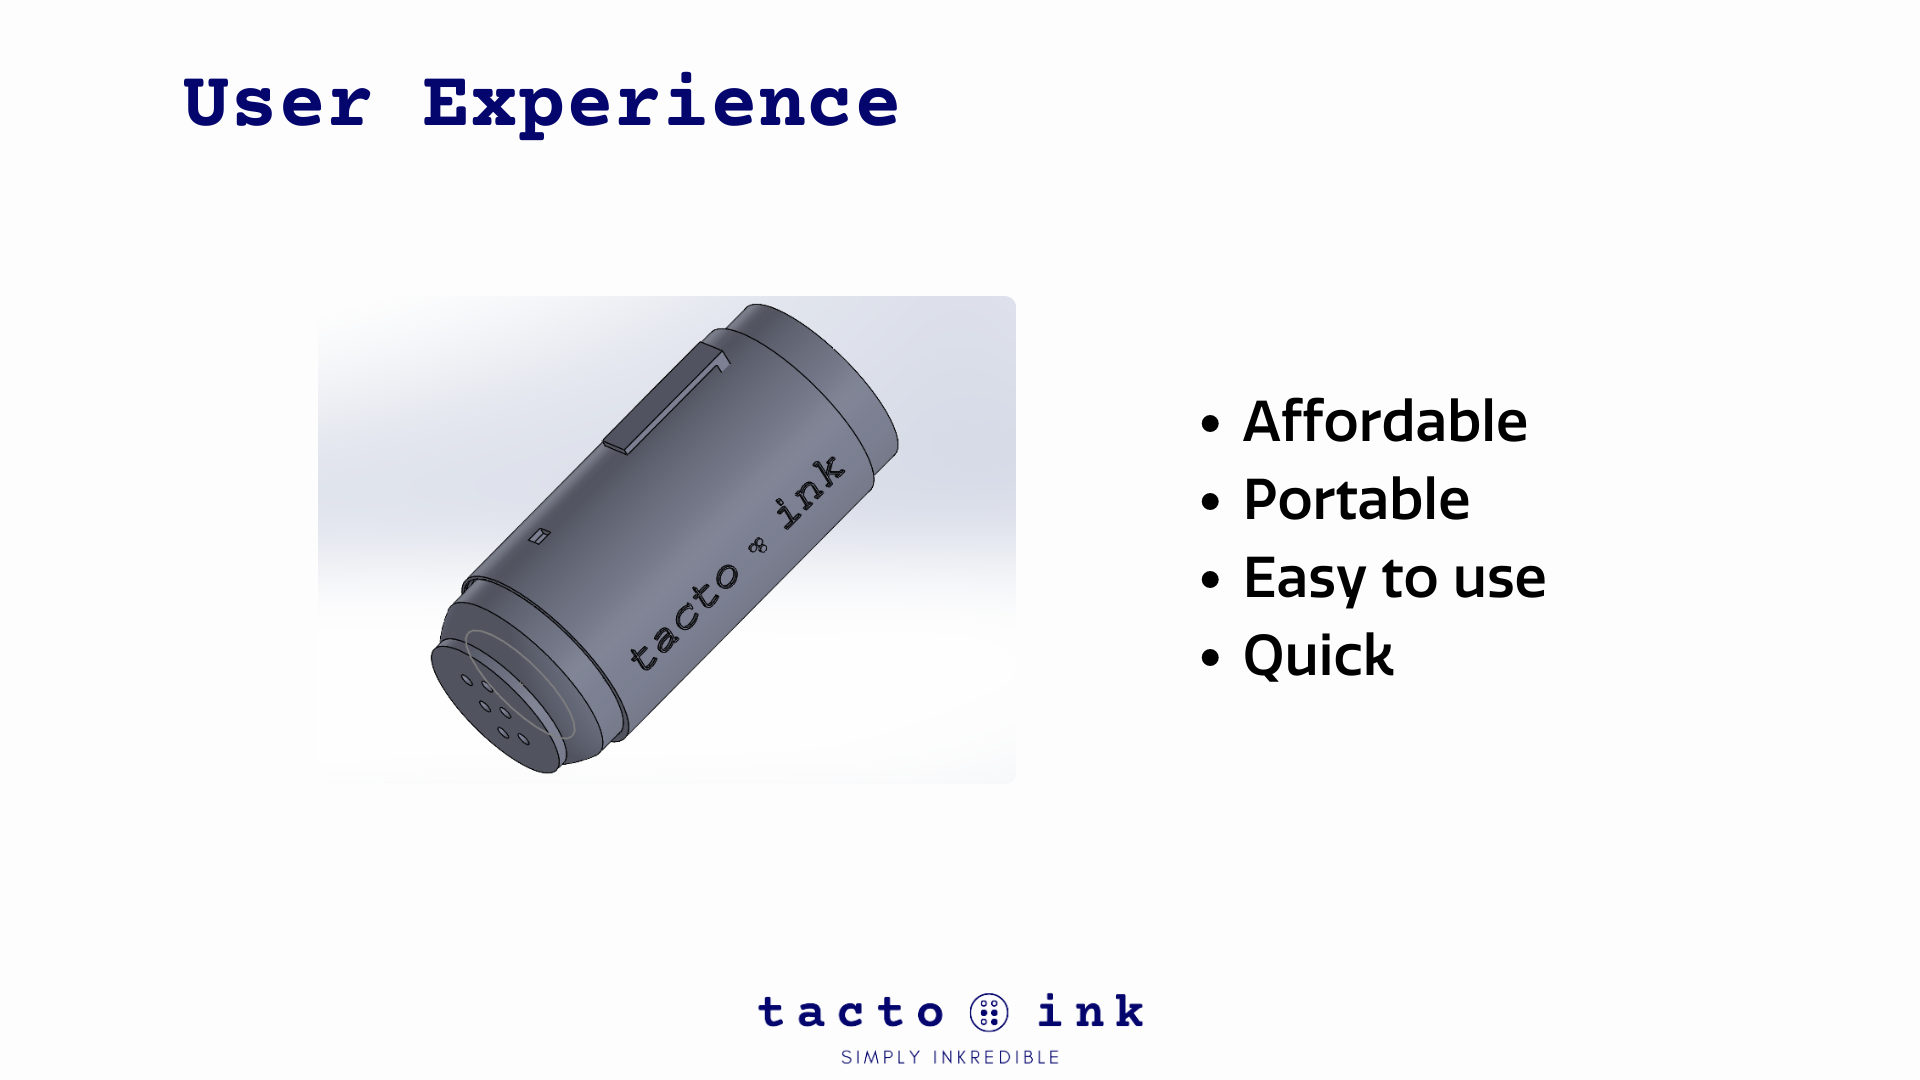 User Experience
tacto ink
• Affordable
• Portable
• Easy to use
• Quick
tacto ink
SIMPLY INKREDIBLE